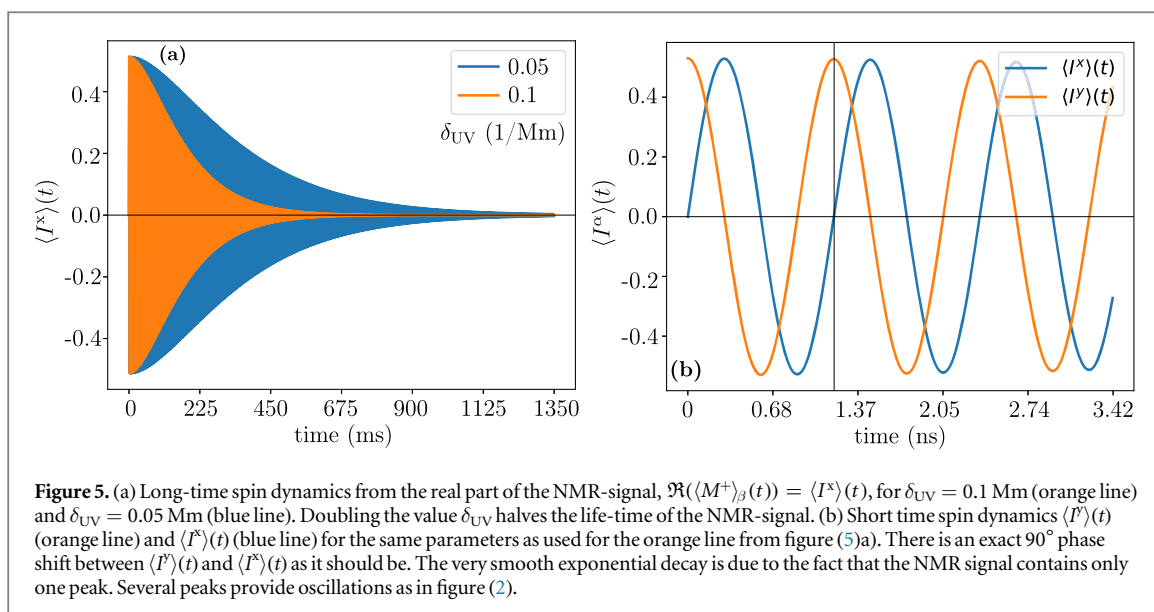 (a)
0.05
0.1
δ_UV (1/Mm)
⟨I^x⟩(t)
0.4
0.2
0.0
-0.2
-0.4
0 225 450 675 900 1125 1350
time (ms)
⟨I^x⟩(t)
⟨I^y⟩(t)
⟨I^α⟩(t)
0.4
0.2
0.0
-0.2
-0.4
(b)
0 0.68 1.37 2.05 2.74 3.42
time (ns)
Figure 5. (a) Long-time spin dynamics from the real part of the NMR-signal, ℜ(⟨M⁺⟩_β(t)) = ⟨I^x⟩(t), for δ_UV = 0.1 Mm (orange line)
and δ_UV = 0.05 Mm (blue line). Doubling the value δ_UV halves the life-time of the NMR-signal. (b) Short time spin dynamics ⟨I^y⟩(t)
(orange line) and ⟨I^x⟩(t) (blue line) for the same parameters as used for the orange line from figure (5)a). There is an exact 90° phase
shift between ⟨I^y⟩(t) and ⟨I^x⟩(t) as it should be. The very smooth exponential decay is due to the fact that the NMR signal contains only
one peak. Several peaks provide oscillations as in figure (2).